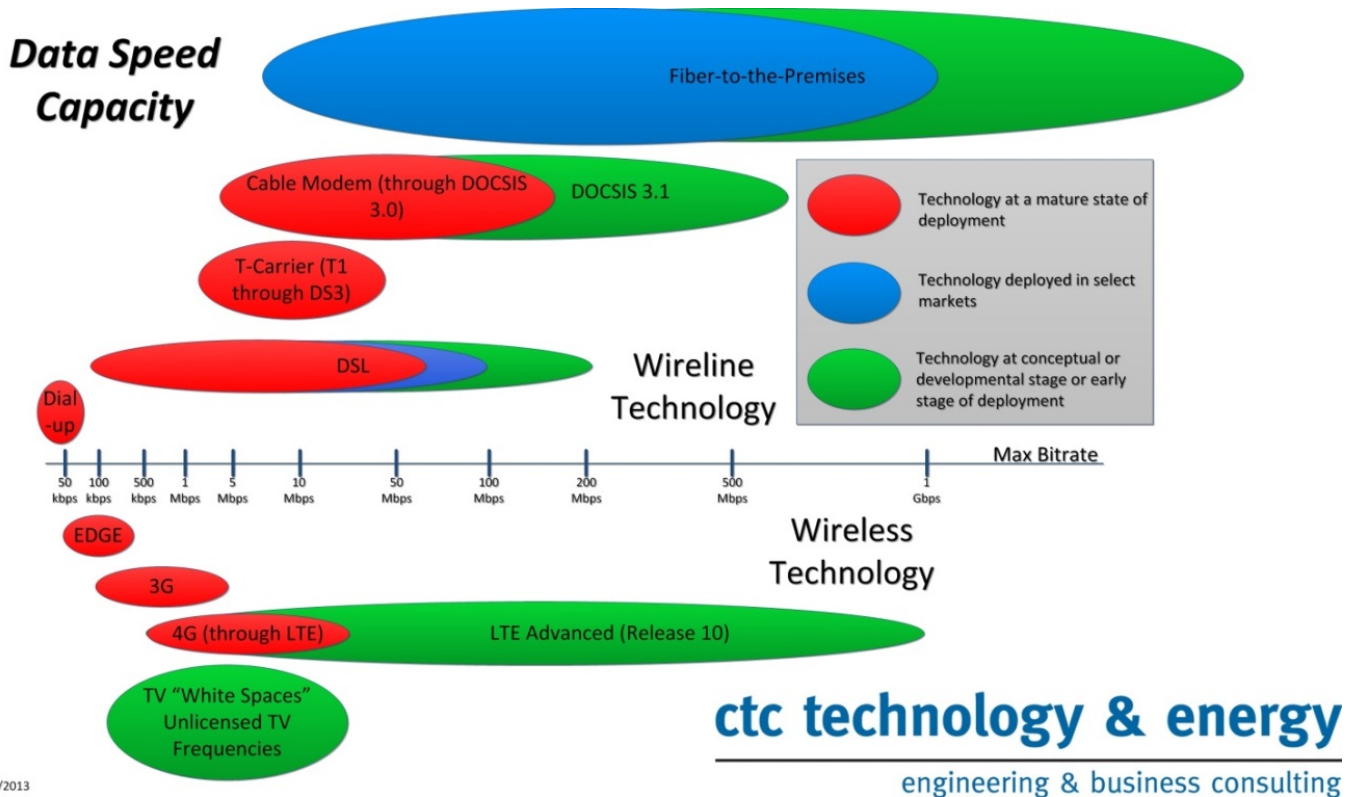 Data Speed
Capacity
Fiber-to-the-Premises
Cable Modem (through DOCSIS
3.0)
DOCSIS 3.1
Technology at a mature state of
deployment
T-Carrier (T1
through DS3)
Technology deployed in select
markets
DSL
Wireline
Technology
Technology at conceptual or
developmental stage or early
stage of deployment
Dial
-up
Max Bitrate
50 kbps
100 kbps
500 kbps
1 Mbps
5 Mbps
10 Mbps
50 Mbps
100 Mbps
200 Mbps
500 Mbps
1 Gbps
EDGE
Wireless
Technology
3G
4G (through LTE)
LTE Advanced (Release 10)
TV “White Spaces”
Unlicensed TV
Frequencies
ctc technology & energy
engineering & business consulting
/2013